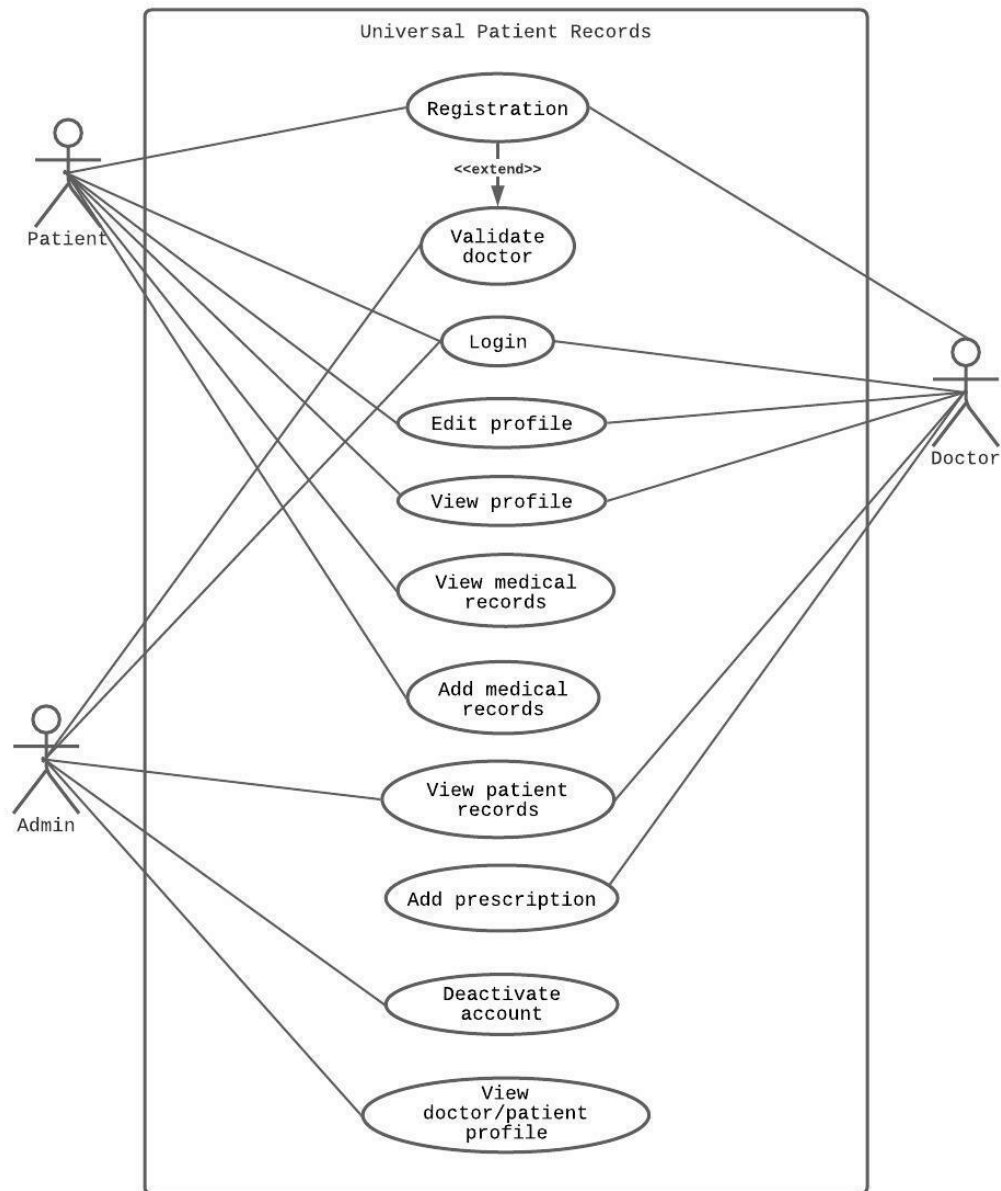 Universal Patient Records
Registration
<<extend>>
Patient
Validate
doctor
Login
Edit profile
Doctor
View profile
View medical
records
Add medical
records
View patient
records
Admin
Add prescription
Deactivate
account
View
doctor/patient
profile